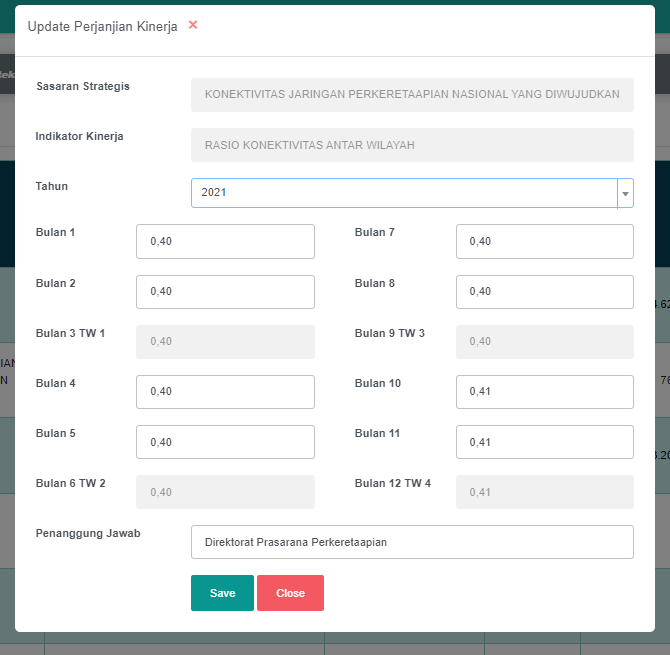 Update Perjanjian Kinerja ×
Sasaran Strategis
KONEKTIVITAS JARINGAN PERKERETAAPIAN NASIONAL YANG DIWUJUDKAN
Indikator Kinerja
RASIO KONEKTIVITAS ANTAR WILAYAH
Tahun
2021
Bulan 1 0,40 Bulan 7 0,40
Bulan 2 0,40 Bulan 8 0,40
Bulan 3 TW 1 0,40 Bulan 9 TW 3 0,40
Bulan 4 0,40 Bulan 10 0,41
Bulan 5 0,40 Bulan 11 0,41
Bulan 6 TW 2 0,40 Bulan 12 TW 4 0,41
Penanggung Jawab
Direktorat Prasarana Perkeretaapian
Save Close